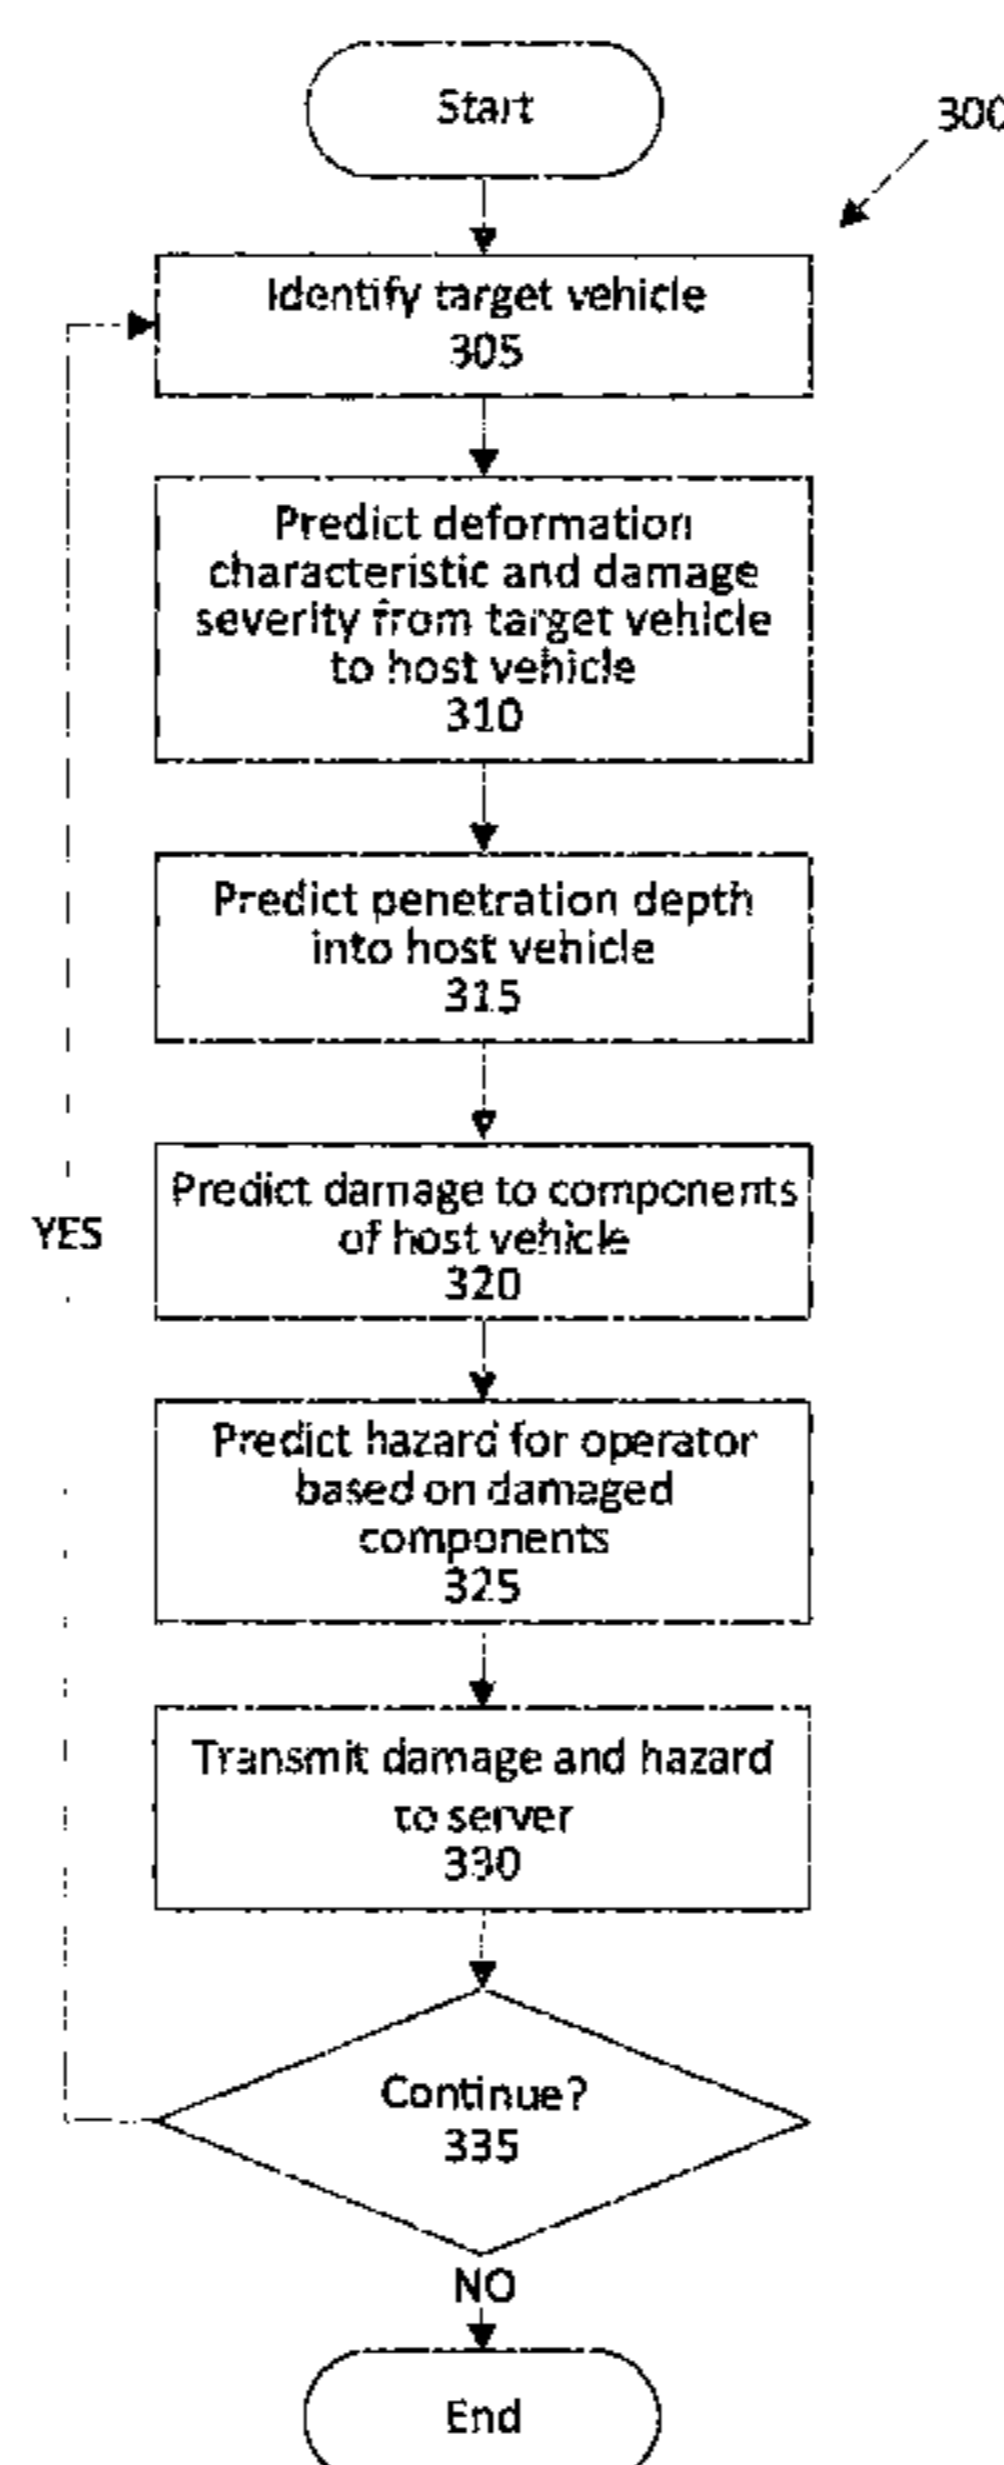 Start
300
Identify target vehicle
305
Predict deformation
characteristic and damage
severity from target vehicle
to host vehicle
310
Predict penetration depth
into host vehicle
315
Predict damage to components
of host vehicle
320
YES
Predict hazard for operator
based on damaged
components
325
Transmit damage and hazard
to server
330
Continue?
335
NO
End